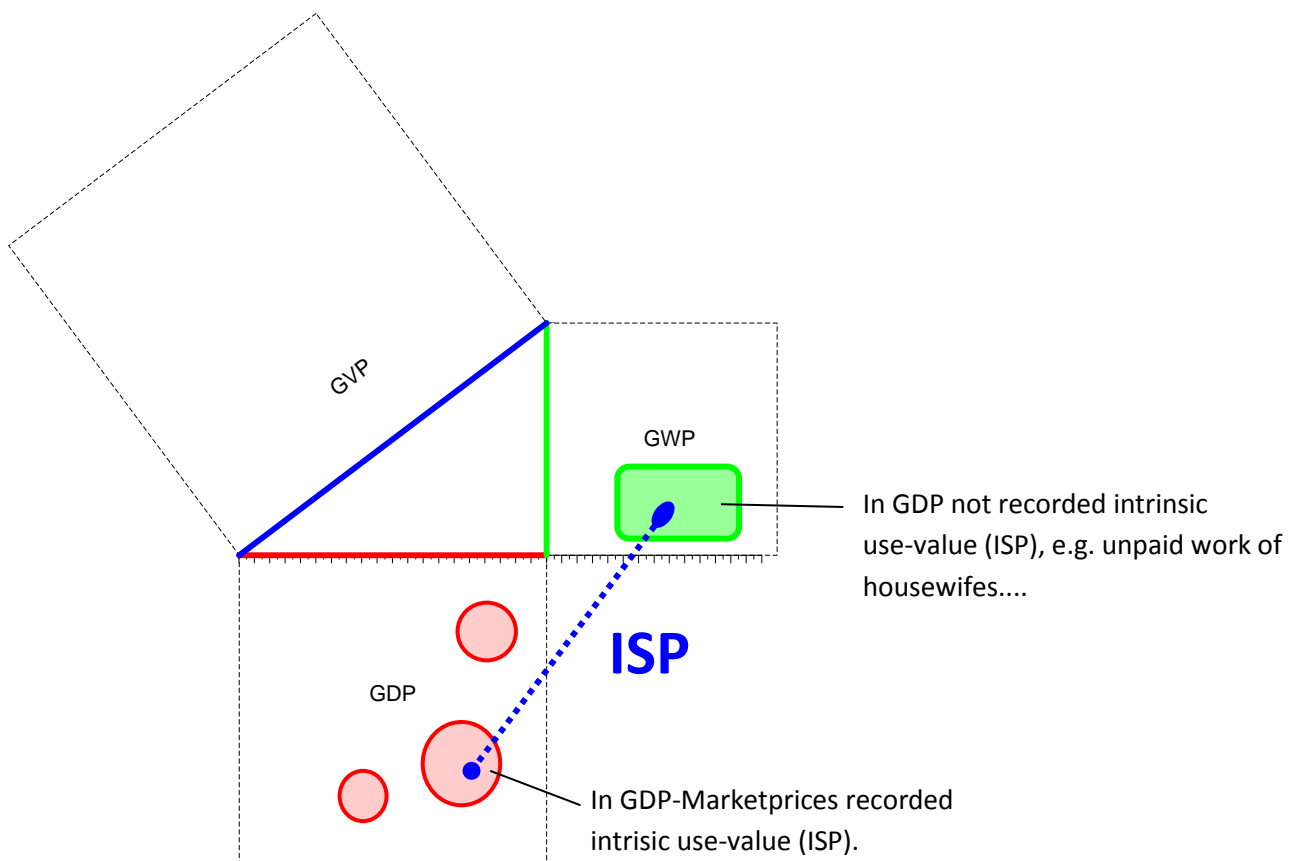 GVP
GWP
In GDP not recorded intrinsic
use-value (ISP), e.g. unpaid work of
housewifes....
ISP
GDP
In GDP-Marketprices recorded
intrisic use-value (ISP).